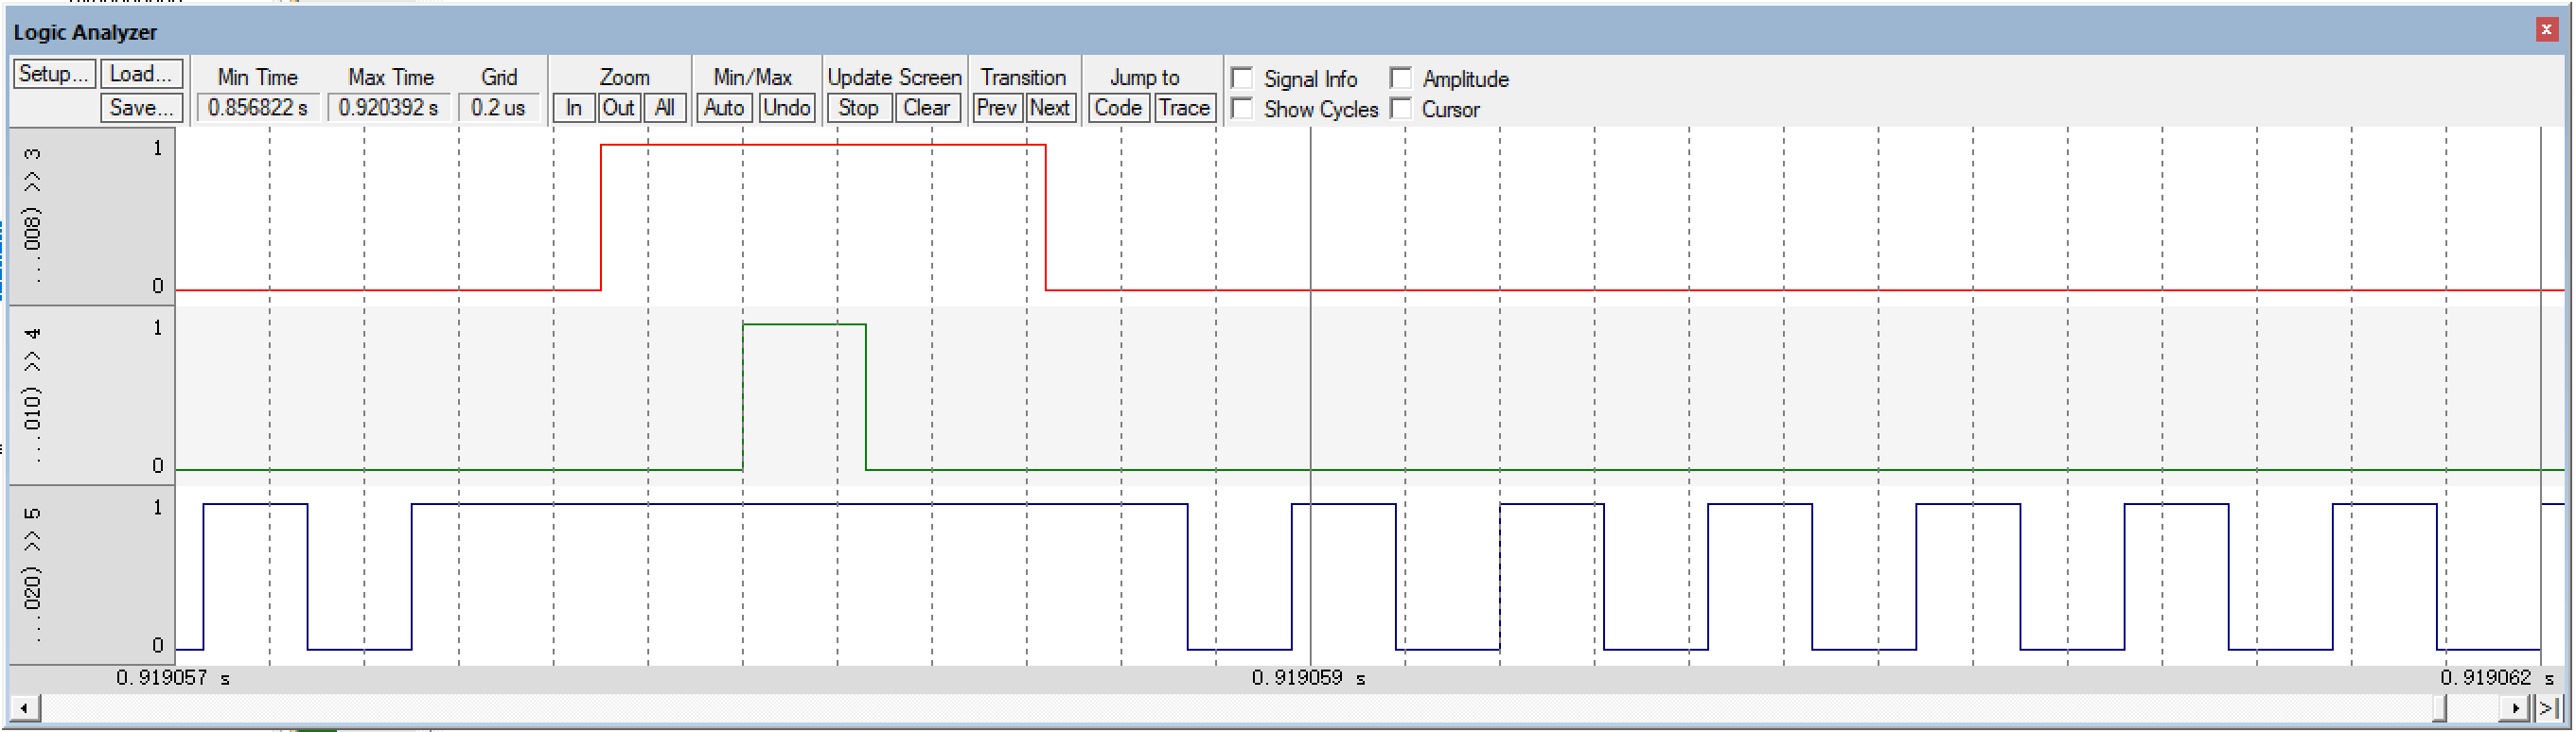 Logic Analyzer
x
Setup... Load... Min Time Max Time Grid Zoom Min/Max Update Screen Transition Jump to Signal Info Amplitude
Save... 0.856822 s 0.920392 s 0.2 us In Out All Auto Undo Stop Clear Prev Next Code Trace Show Cycles Cursor
...008) >> 3
1
0
...010) >> 4
1
0
...020) >> 5
1
0
0.919057 s 0.919059 s 0.919062 s
>|